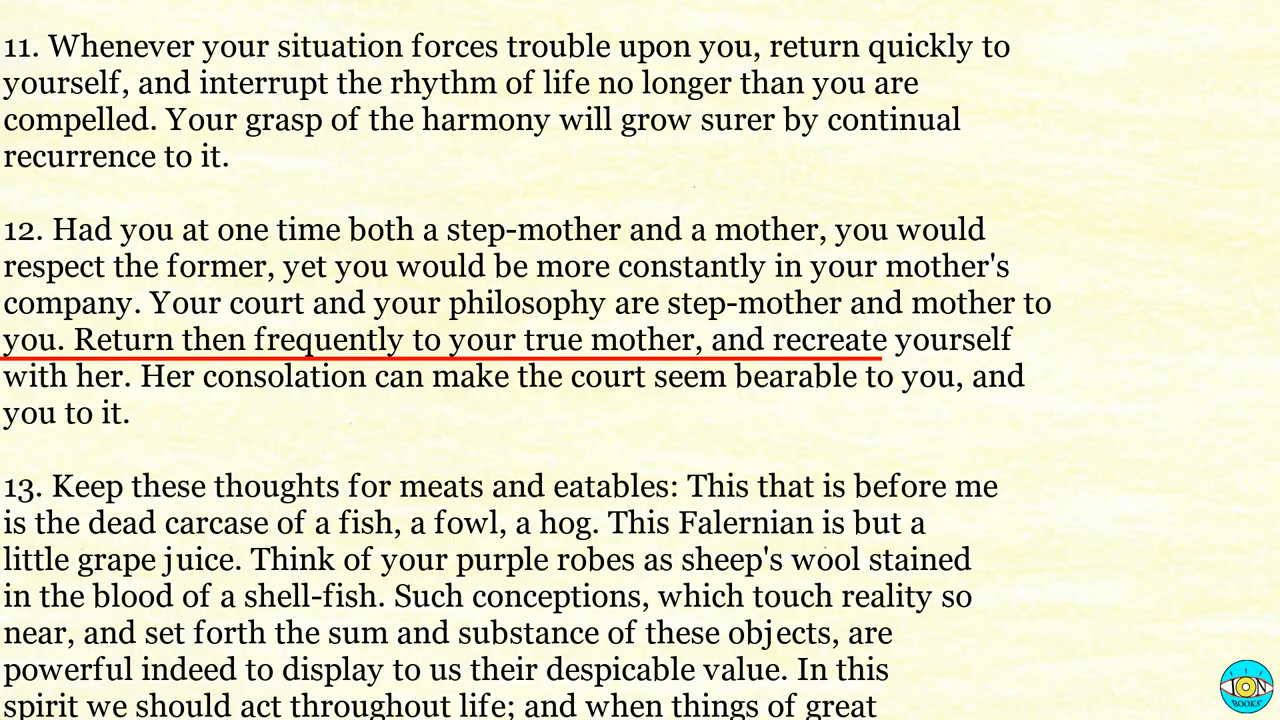 11. Whenever your situation forces trouble upon you, return quickly to
yourself, and interrupt the rhythm of life no longer than you are
compelled. Your grasp of the harmony will grow surer by continual
recurrence to it.
12. Had you at one time both a step-mother and a mother, you would
respect the former, yet you would be more constantly in your mother's
company. Your court and your philosophy are step-mother and mother to
you. Return then frequently to your true mother, and recreate yourself
with her. Her consolation can make the court seem bearable to you, and
you to it.
13. Keep these thoughts for meats and eatables: This that is before me
is the dead carcase of a fish, a fowl, a hog. This Falernian is but a
little grape juice. Think of your purple robes as sheep's wool stained
in the blood of a shell-fish. Such conceptions, which touch reality so
near, and set forth the sum and substance of these objects, are
powerful indeed to display to us their despicable value. In this
spirit we should act throughout life; and when things of great
ION
BOOKS